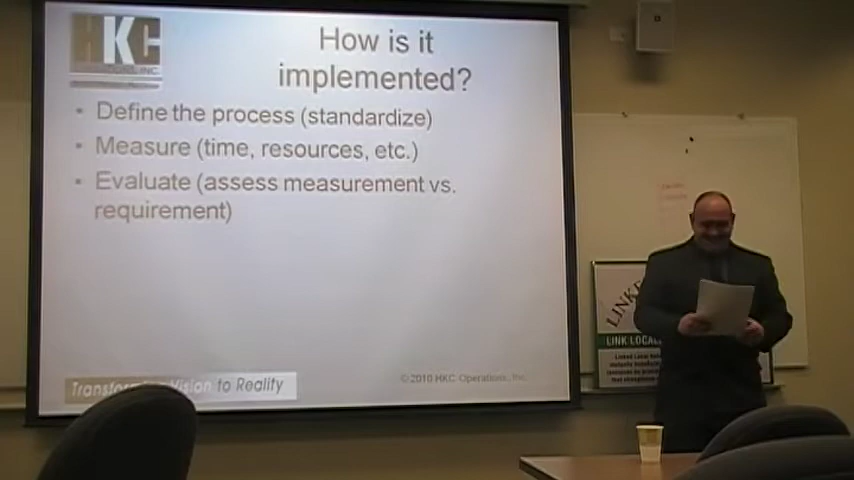 HKC
How is it
implemented?
• Define the process (standardize)
• Measure (time, resources, etc.)
• Evaluate (assess measurement vs.
requirement)
Vision to Reality
©2010 HKC Operations, Inc.
LINK LOCAL